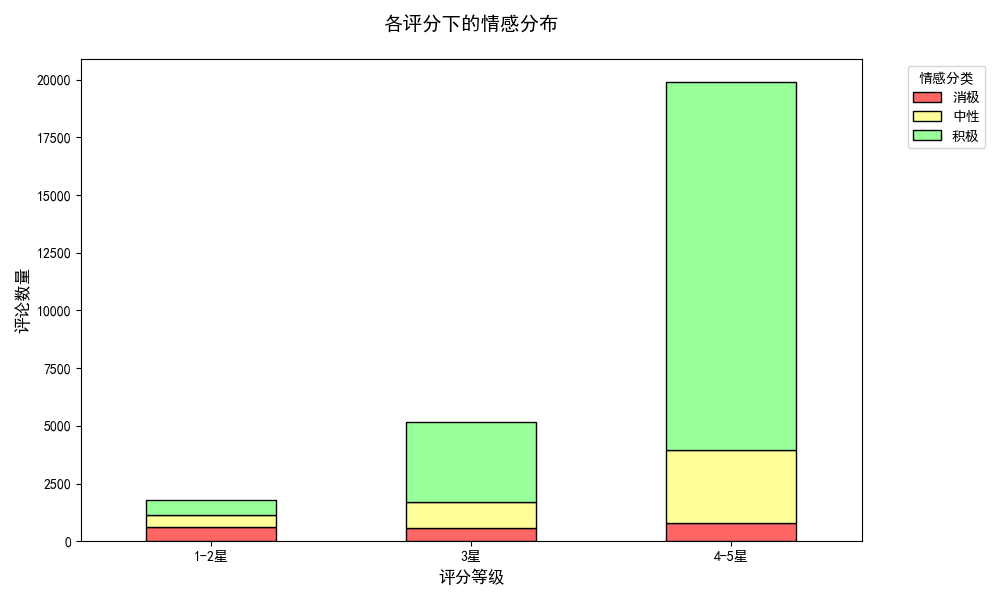 各评分下的情感分布
情感分类
消极
中性
积极
评论数量
20000
17500
15000
12500
10000
7500
5000
2500
0
1-2星
3星
4-5星
评分等级